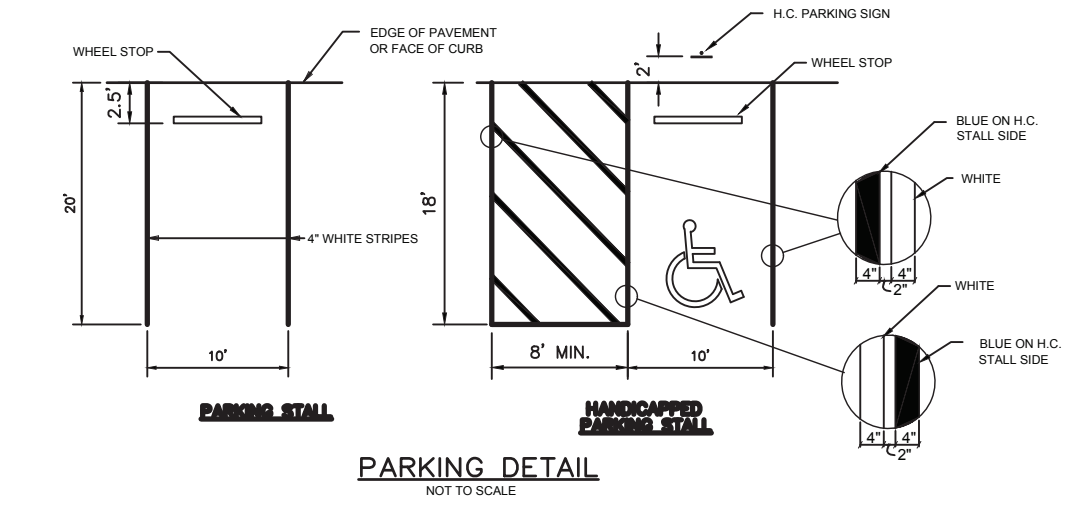 H.C. PARKING SIGN
EDGE OF PAVEMENT
OR FACE OF CURB
WHEEL STOP
2'
WHEEL STOP
2.5'
BLUE ON H.C.
STALL SIDE
WHITE
20'
18'
4" WHITE STRIPES
4" 4"
2"
WHITE
BLUE ON H.C.
STALL SIDE
10'
8' MIN.
10'
4" 4"
2"
PARKING STALL
HANDICAPPED
PARKING STALL
PARKING DETAIL
NOT TO SCALE